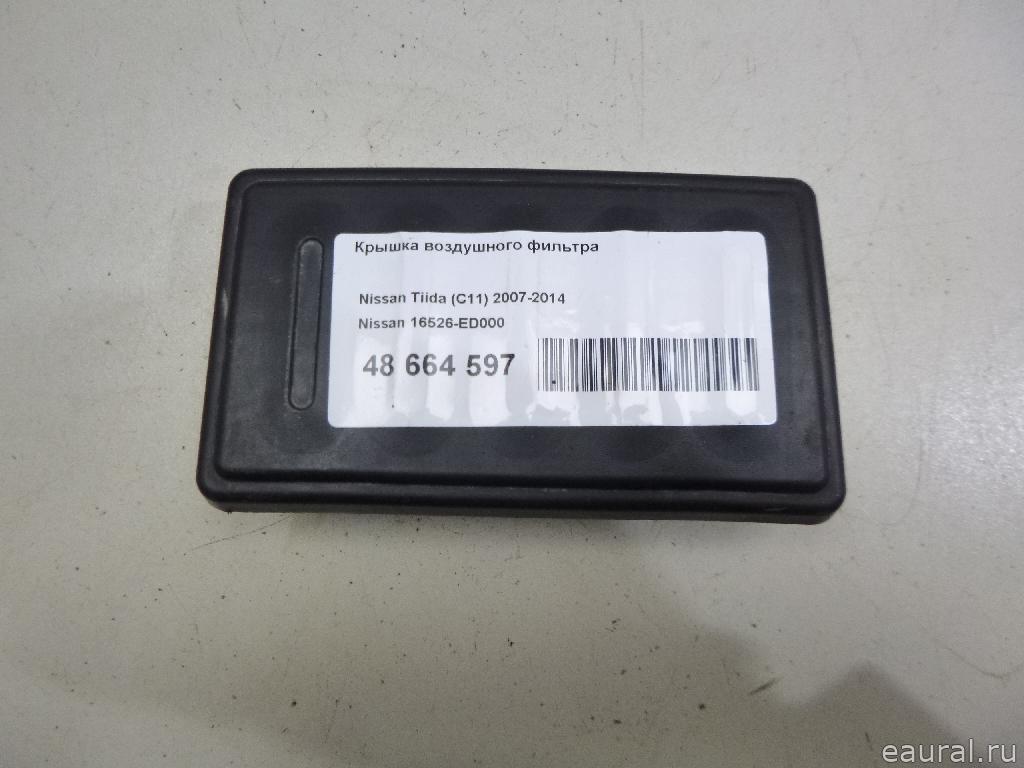 Крышка воздушного фильтра
Nissan Tiida (C11) 2007-2014
Nissan 16526-ED000
48 664 597
eaural.ru